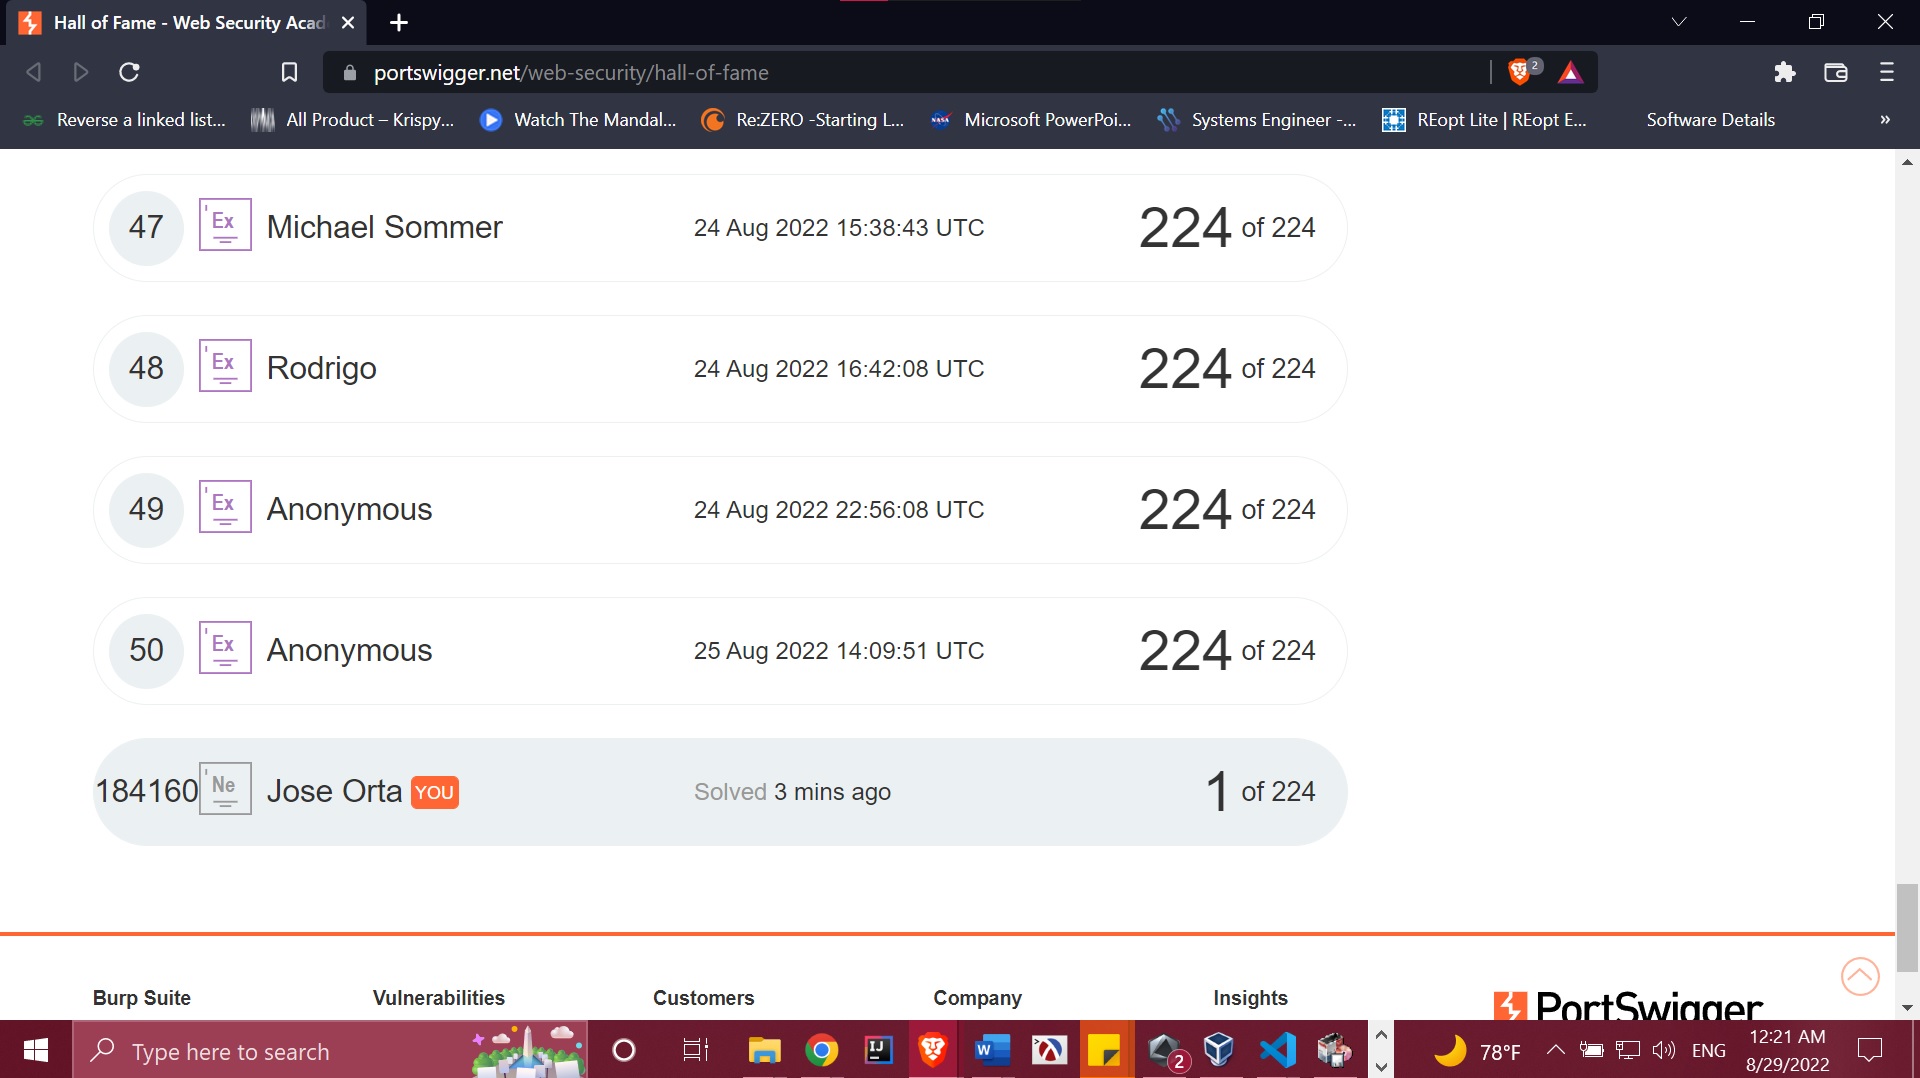 Hall of Fame - Web Security Acad
portswigger.net/web-security/hall-of-fame
2
Reverse a linked list...
All Product – Krispy...
Watch The Mandal...
Re:ZERO -Starting L...
NASA
Microsoft PowerPoi...
Systems Engineer -...
REopt Lite | REopt E...
Software Details
»
47 Ex Michael Sommer 24 Aug 2022 15:38:43 UTC 224 of 224
48 Ex Rodrigo 24 Aug 2022 16:42:08 UTC 224 of 224
49 Ex Anonymous 24 Aug 2022 22:56:08 UTC 224 of 224
50 Ex Anonymous 25 Aug 2022 14:09:51 UTC 224 of 224
184160 Ne Jose Orta YOU Solved 3 mins ago 1 of 224
Burp Suite
Vulnerabilities
Customers
Company
Insights
PortSwigger
Type here to search
IJ
W
2
78°F
ENG
12:21 AM
8/29/2022